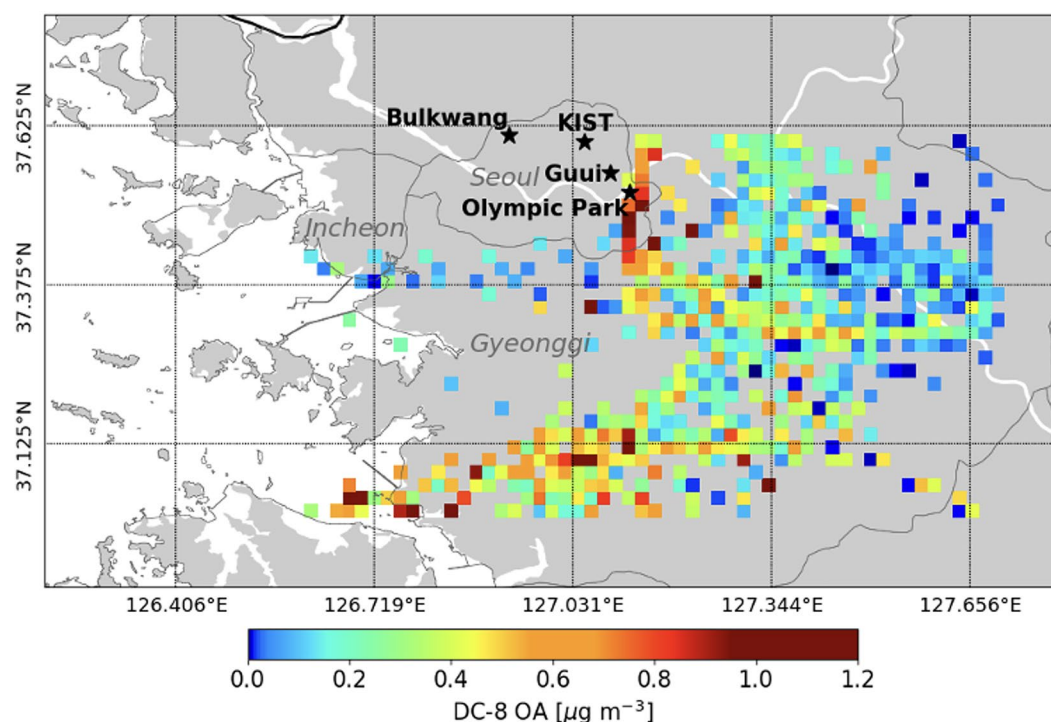 37.625°N
37.375°N
37.125°N
Bulkwang
KIST
Seoul
Guui
Olympic Park
Incheon
Gyeonggi
126.406°E 126.719°E 127.031°E 127.344°E 127.656°E
0.0 0.2 0.4 0.6 0.8 1.0 1.2
DC-8 OA [μg m⁻³]